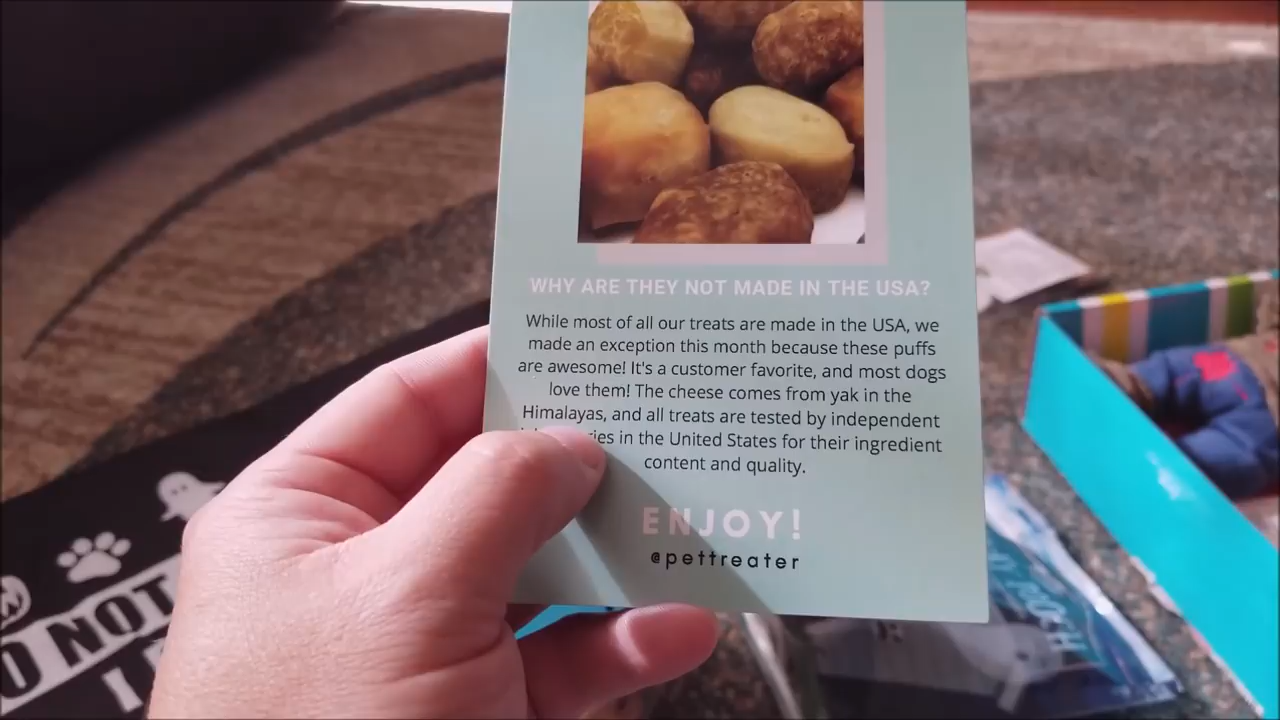 WHY ARE THEY NOT MADE IN THE USA?
While most of all our treats are made in the USA, we
made an exception this month because these puffs
are awesome! It's a customer favorite, and most dogs
love them! The cheese comes from yak in the
Himalayas, and all treats are tested by independent
in the United States for their ingredient
content and quality.
ENJOY!
@pettreater
NOT